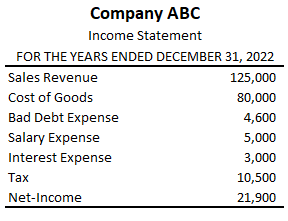 Company ABC
Income Statement
FOR THE YEARS ENDED DECEMBER 31, 2022
Sales Revenue 125,000
Cost of Goods 80,000
Bad Debt Expense 4,600
Salary Expense 5,000
Interest Expense 3,000
Tax 10,500
Net-Income 21,900